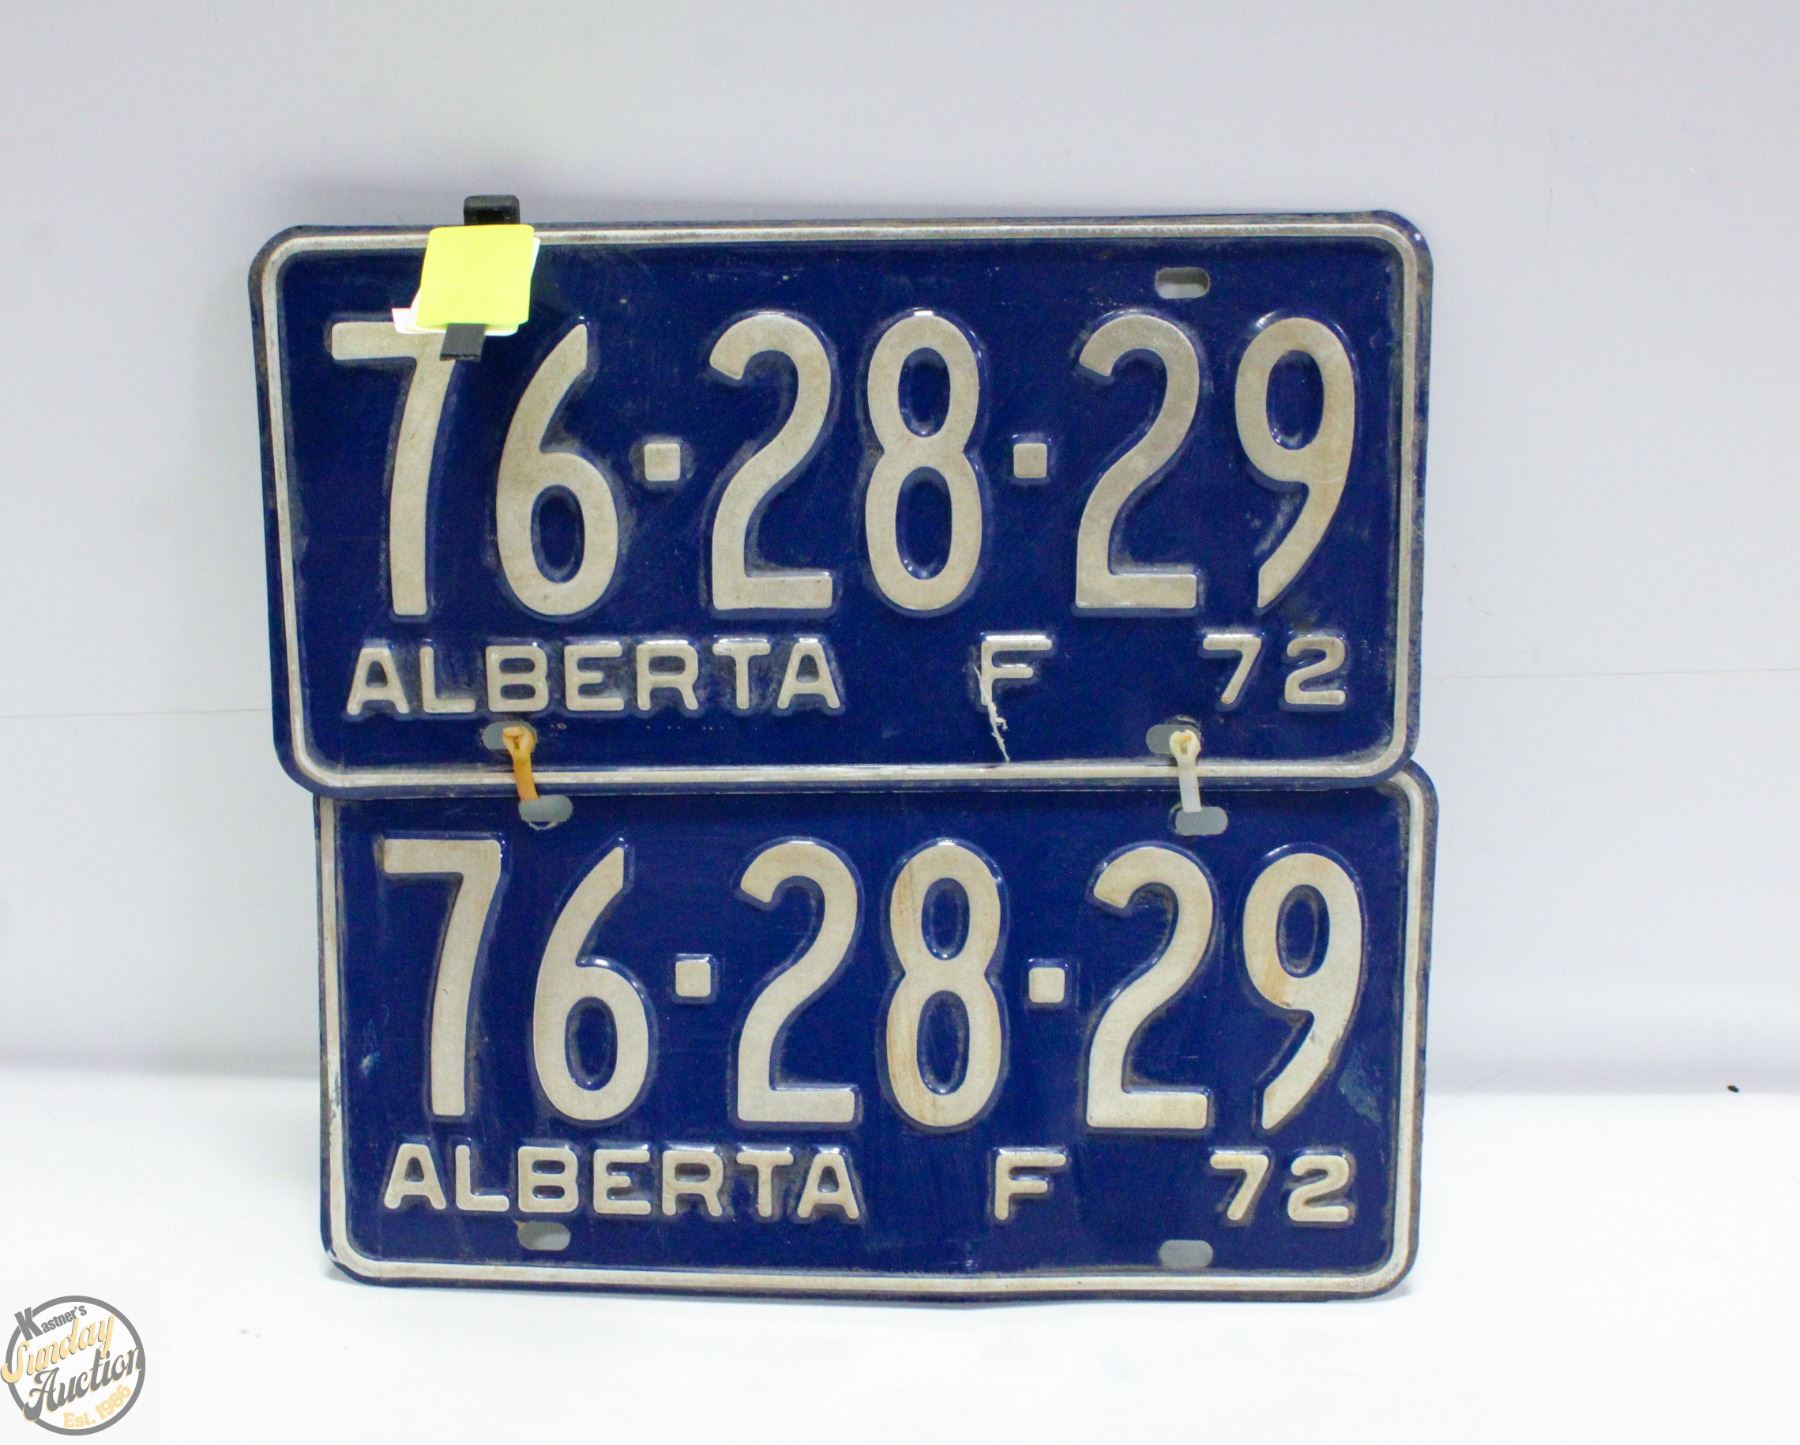 76·28·29
ALBERTA F 72
76·28·29
ALBERTA F 72
Kastner's
Sunday
Auction
Est. 1986